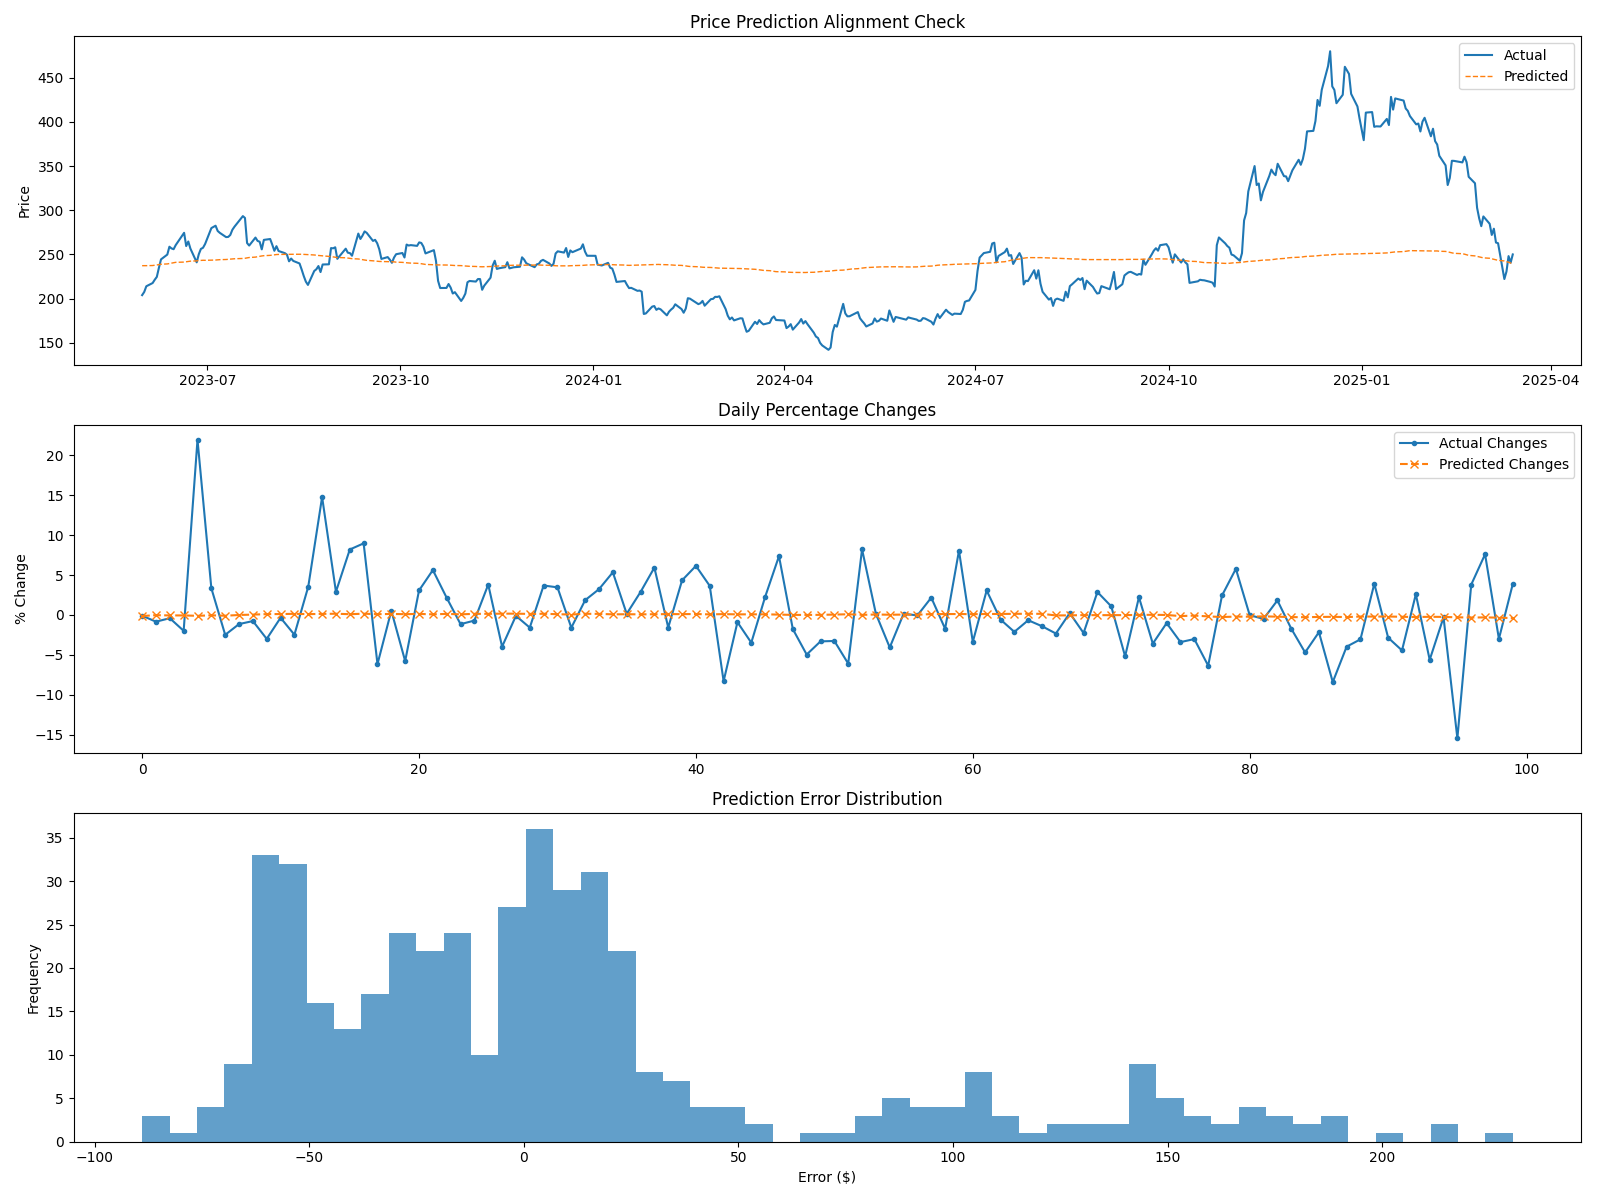 Price Prediction Alignment Check
Actual
Predicted
Price
450
400
350
300
250
200
150
2023-07 2023-10 2024-01 2024-04 2024-07 2024-10 2025-01 2025-04
Daily Percentage Changes
Actual Changes
Predicted Changes
% Change
20
15
10
5
0
−5
−10
−15
0 20 40 60 80 100
Prediction Error Distribution
Frequency
35
30
25
20
15
10
5
0
−100 −50 0 50 100 150 200
Error ($)